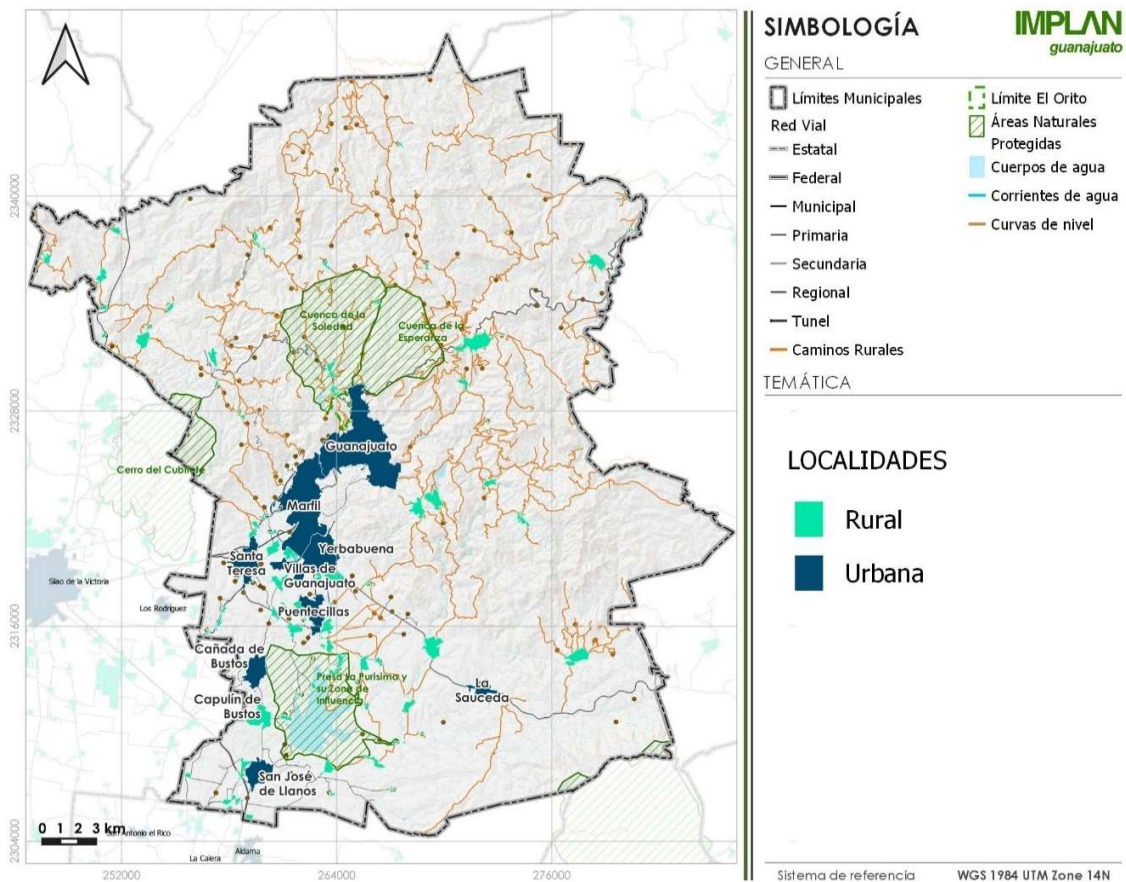 2340000
2328000
2316000
2304000
252000
264000
276000
Cuenca de la
Soledad
Cuenca de la
Esperanza
Cerro del Cubilete
Guanajuato
Marfil
Yerbabuena
Santa
Teresa
Villas de
Guanajuato
Puentecillas
Silao de la Victoria
Los Rodríguez
Cañada de
Bustos
Capulín de
Bustos
Presa La Purisima y
su Zona de
Influencia
La
Sauceda
San José
de Llanos
0 1 2 3 km
Antonio el Rico
La Calera
Aldama
SIMBOLOGÍA
IMPLAN
guanajuato
GENERAL
Límites Municipales
Red Vial
Estatal
Federal
Municipal
Primaria
Secundaria
Regional
Tunel
Caminos Rurales
Límite El Orito
Áreas Naturales
Protegidas
Cuerpos de agua
Corrientes de agua
Curvas de nivel
TEMÁTICA
LOCALIDADES
Rural
Urbana
Sistema de referencia WGS 1984 UTM Zone 14N